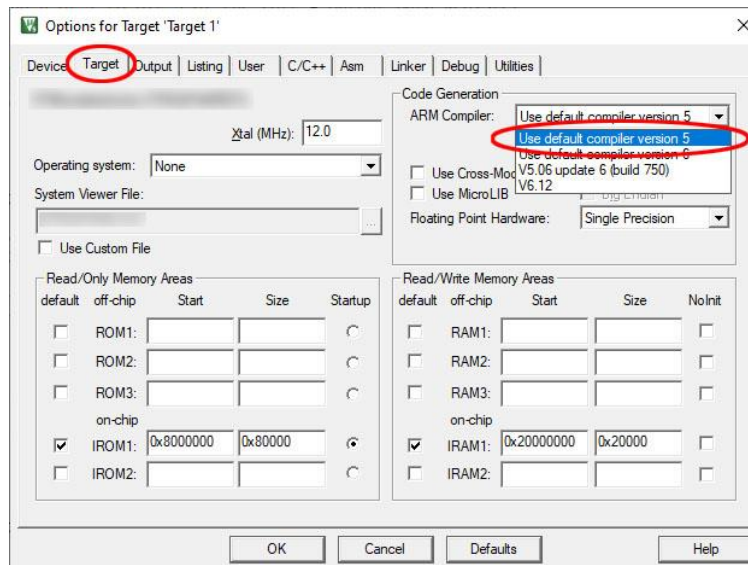 Options for Target 'Target 1'
Device Target Output Listing User C/C++ Asm Linker Debug Utilities
Xtal (MHz): 12.0
Operating system: None
System Viewer File:
...
Use Custom File
Code Generation
ARM Compiler: Use default compiler version 5
Use default compiler version 5
Use default compiler version 6
V5.06 update 6 (build 750)
V6.12
Use Cross-Mod
Use MicroLIB Big Endian
Floating Point Hardware: Single Precision
Read/Only Memory Areas
default off-chip Start Size Startup
ROM1:
ROM2:
ROM3:
on-chip
IROM1: 0x8000000 0x80000
IROM2:
Read/Write Memory Areas
default off-chip Start Size NoInit
RAM1:
RAM2:
RAM3:
on-chip
IRAM1: 0x20000000 0x20000
IRAM2:
OK Cancel Defaults Help